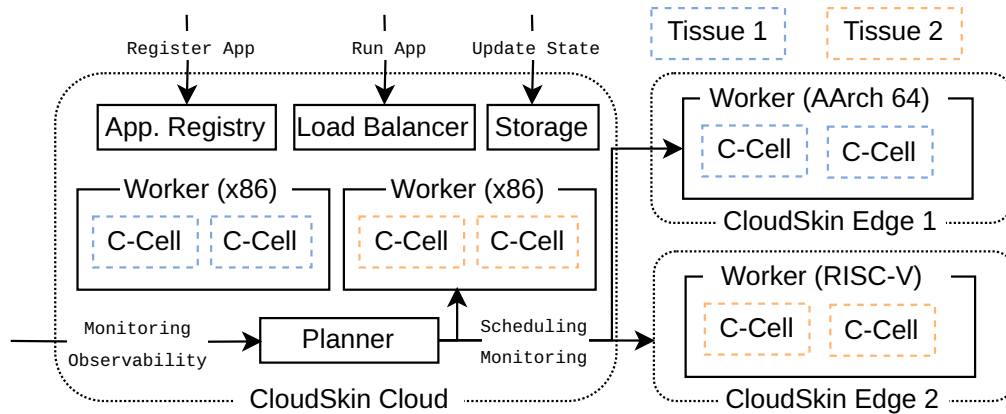 Register App
Run App
Update State
Tissue 1
Tissue 2
App. Registry
Load Balancer
Storage
Worker (AArch 64)
C-Cell
C-Cell
CloudSkin Edge 1
Worker (x86)
C-Cell
C-Cell
Worker (x86)
C-Cell
C-Cell
Worker (RISC-V)
C-Cell
C-Cell
CloudSkin Edge 2
Monitoring
Observability
Planner
Scheduling
Monitoring
CloudSkin Cloud